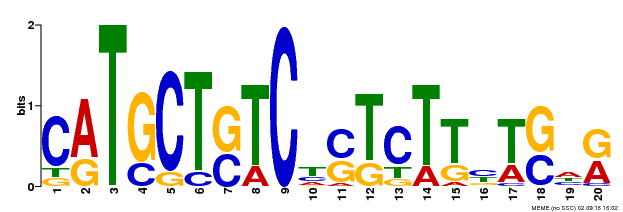 2
bits
1
0
CATGCTGTCTCTCTTCTGAG
1 2 3 4 5 6 7 8 9 10 11 12 13 14 15 16 17 18 19 20
MEME (no SSC) 02.09.16 16:02